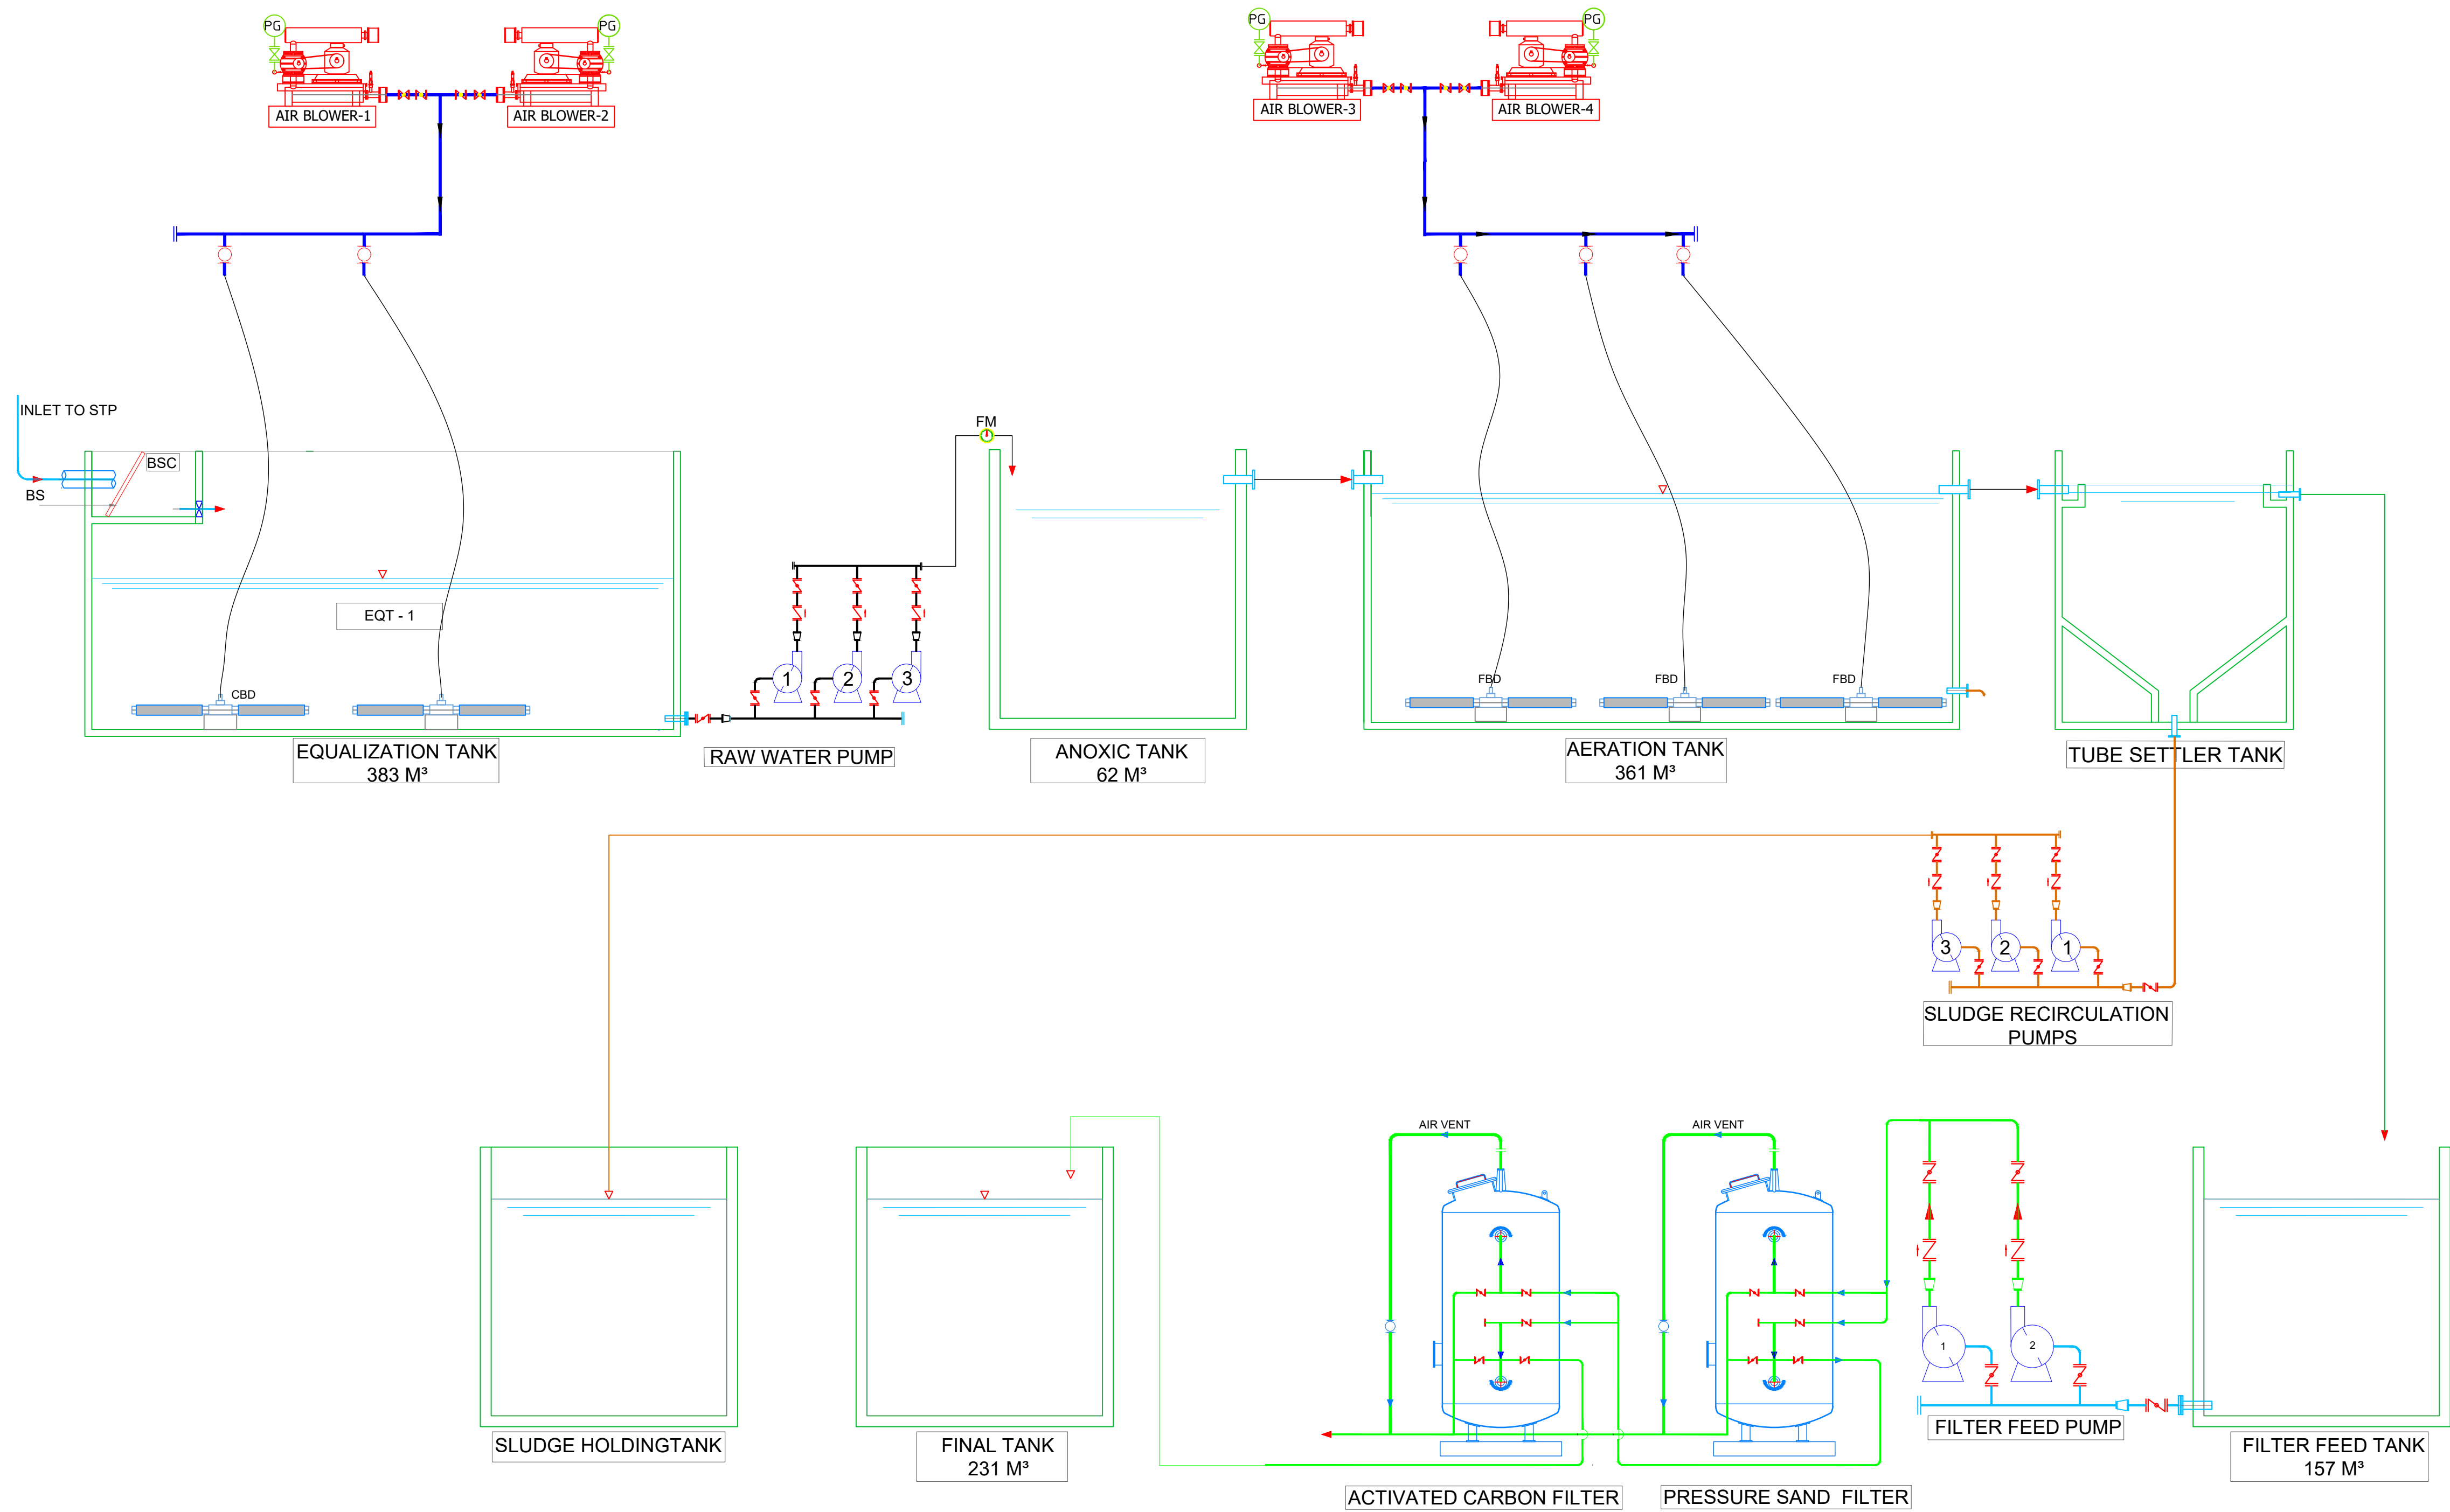 PG
PG
PG
PG
AIR BLOWER-1
AIR BLOWER-2
AIR BLOWER-3
AIR BLOWER-4
INLET TO STP
FM
BSC
BS
EQT - 1
1
2
3
CBD
FBD
FBD
FBD
EQUALIZATION TANK
383 M³
RAW WATER PUMP
ANOXIC TANK
62 M³
AERATION TANK
361 M³
TUBE SETTLER TANK
3
2
1
SLUDGE RECIRCULATION
PUMPS
AIR VENT
AIR VENT
1
2
SLUDGE HOLDINGTANK
FINAL TANK
231 M³
ACTIVATED CARBON FILTER
PRESSURE SAND  FILTER
FILTER FEED PUMP
FILTER FEED TANK
157 M³